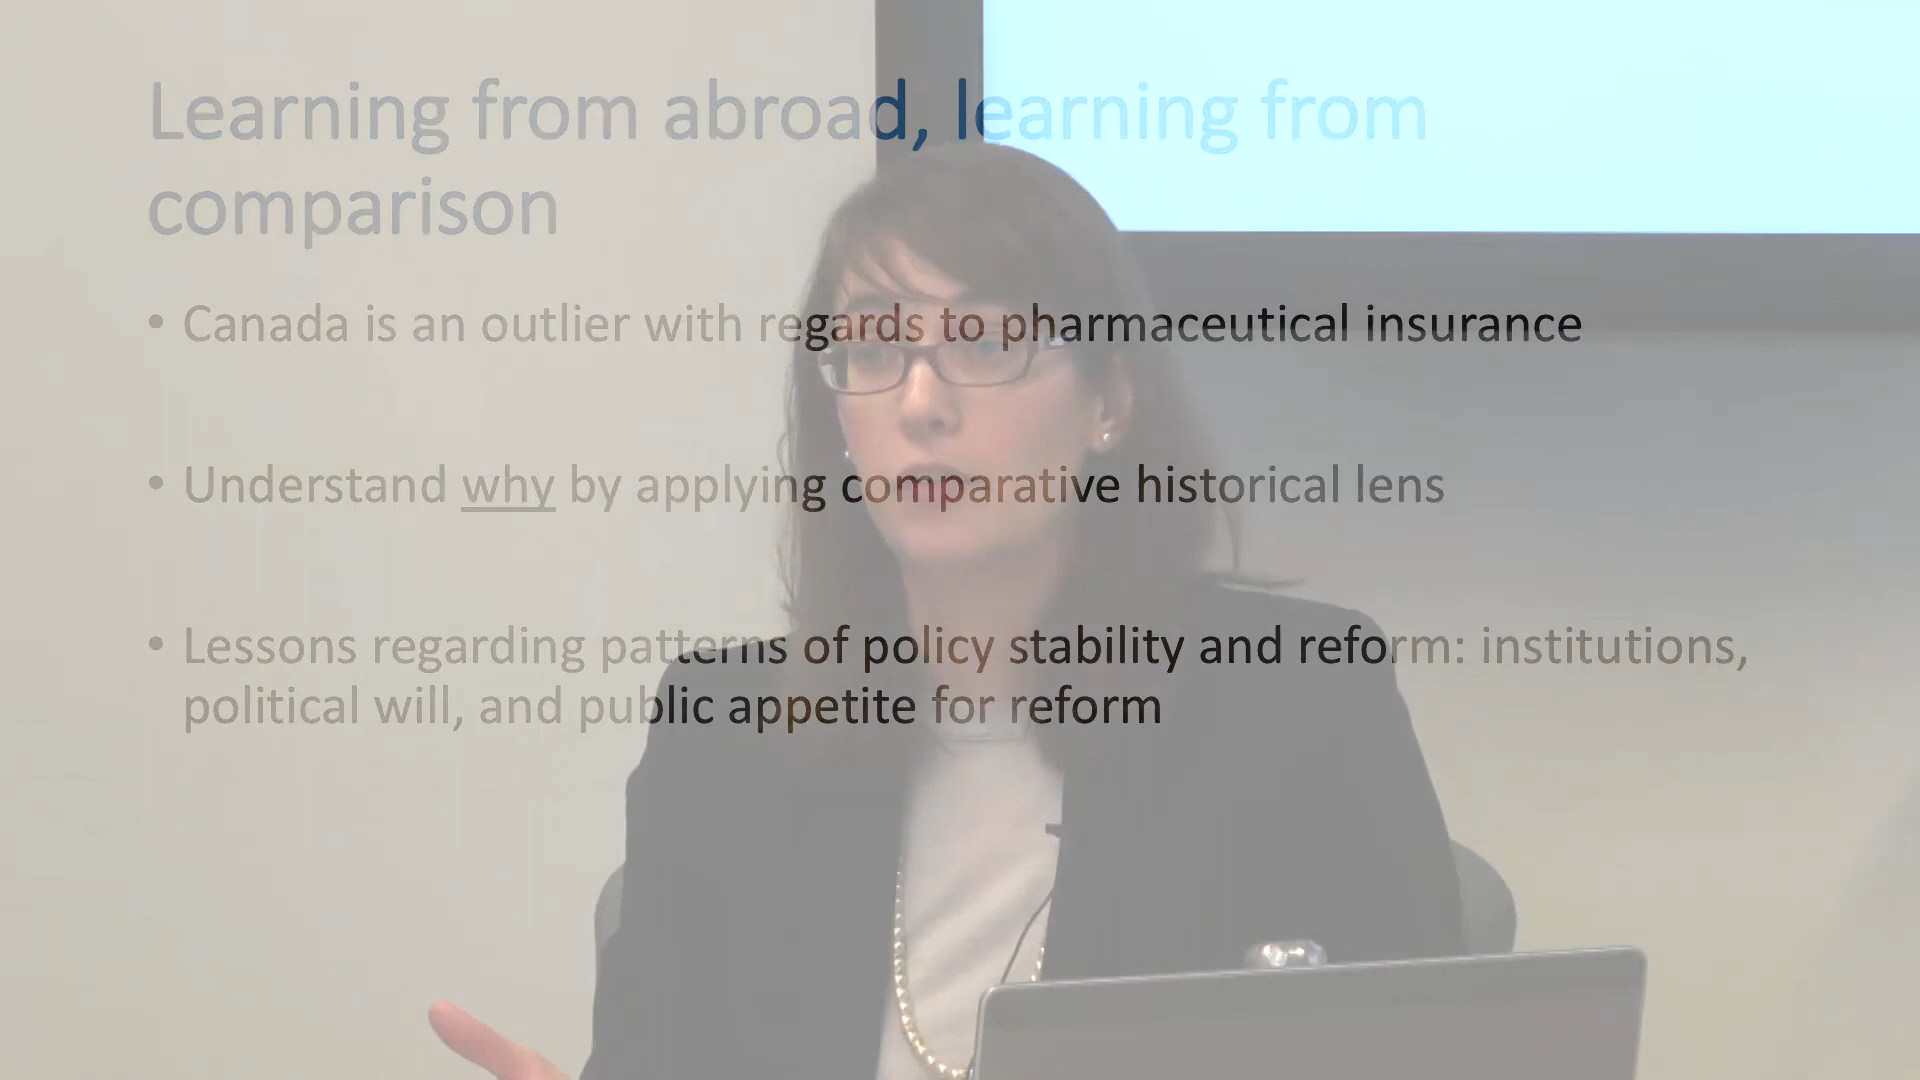 Learning from abroad, learning from
comparison
• Canada is an outlier with regards to pharmaceutical insurance
• Understand why by applying comparative historical lens
• Lessons regarding patterns of policy stability and reform: institutions,
political will, and public appetite for reform